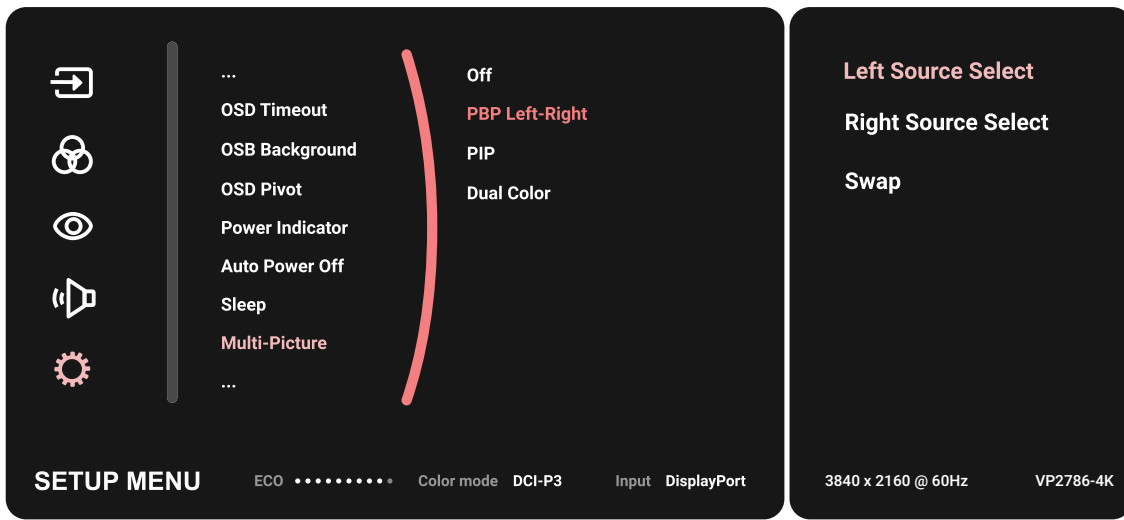 ...
OSD Timeout
OSB Background
OSD Pivot
Power Indicator
Auto Power Off
Sleep
Multi-Picture
...
Off
PBP Left-Right
PIP
Dual Color
Left Source Select
Right Source Select
Swap
SETUP MENU ECO Color mode DCI-P3 Input DisplayPort 3840 x 2160 @ 60Hz VP2786-4K